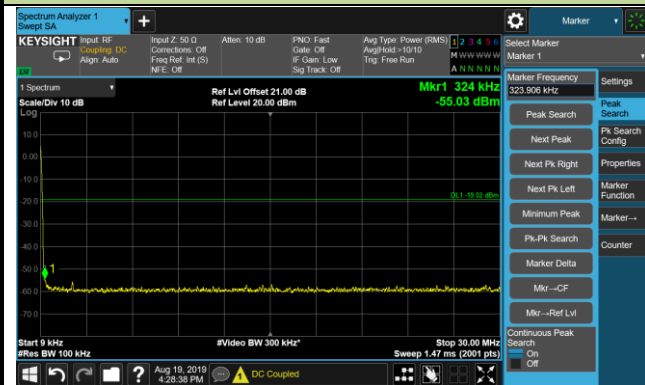 Spectrum Analyzer 1
Swept SA
+
Marker
KEYSIGHT
Input: RF
Coupling: DC
Align: Auto
Input Z: 50 Ω
Corrections: Off
Freq Ref: Int (S)
NFE: Off
Atten: 10 dB
PNO: Fast
Gate: Off
IF Gain: Low
Sig Track: Off
Avg Type: Power (RMS)
Avg|Hold:>10/10
Trig: Free Run
1 2 3 4 5 6
M W W W W W
A N N N N N
Select Marker
Marker 1
1 Spectrum
Scale/Div 10 dB
Log
Ref Lvl Offset 21.00 dB
Ref Level 20.00 dBm
Mkr1 324 kHz
-55.03 dBm
Marker Frequency
323.906 kHz
Settings
Peak Search
Peak
Search
Next Peak
Pk Search
Config
Next Pk Right
Properties
Next Pk Left
Marker
Function
Minimum Peak
Marker→
Pk-Pk Search
Counter
Marker Delta
Mkr→CF
Mkr→Ref Lvl
Continuous Peak
Search
On
Off
10.0
0.00
-10.0
-20.0
-30.0
-40.0
-50.0
-60.0
-70.0
DL1 -19.02 dBm
1
Start 9 kHz
#Res BW 100 kHz
#Video BW 300 kHz*
Stop 30.00 MHz
Sweep 1.47 ms (2001 pts)
?
Aug 19, 2019
4:28:38 PM
DC Coupled